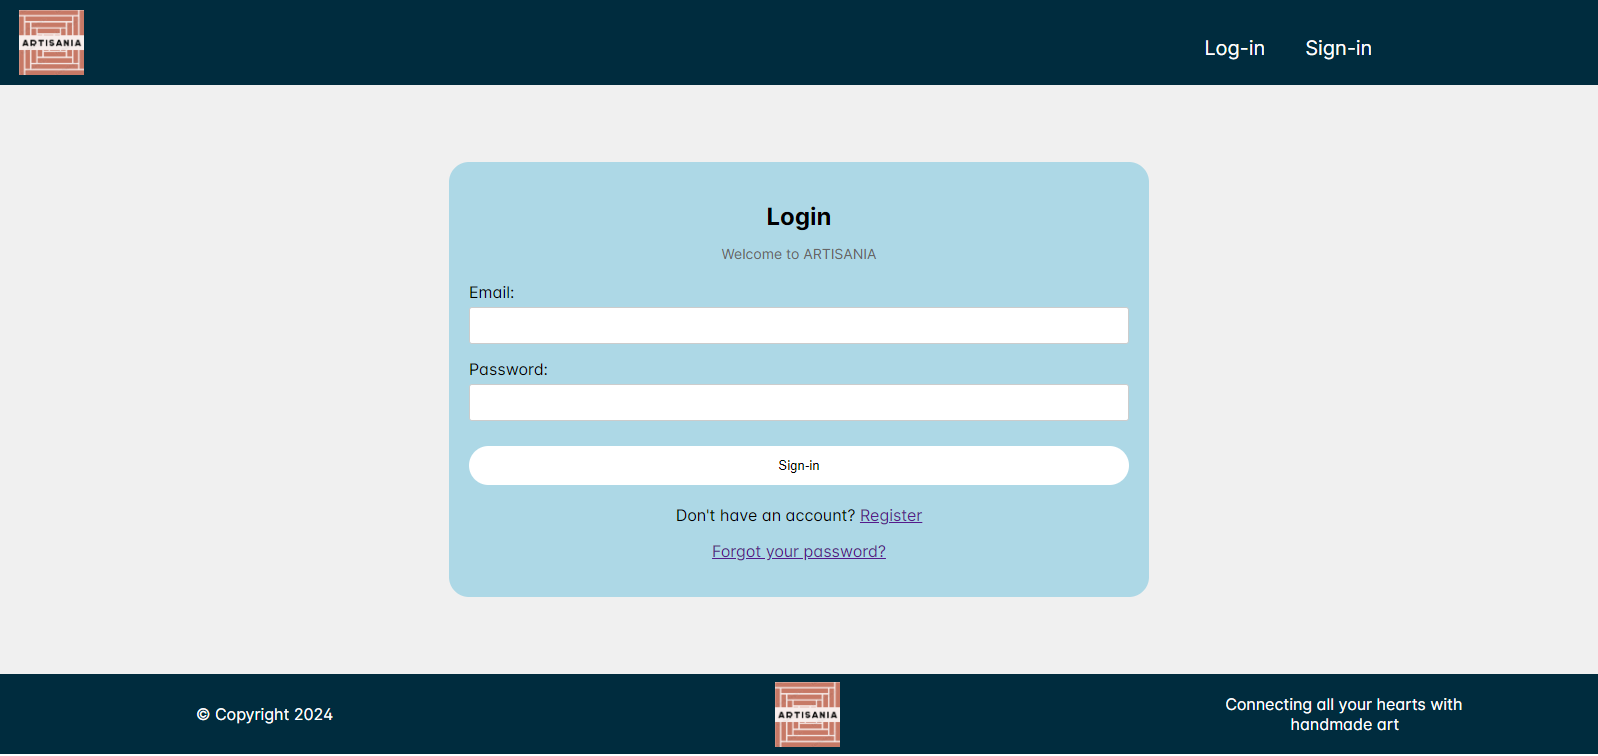 ARTISANIA
Log-in
Sign-in
Login
Welcome to ARTISANIA
Email:
Password:
Sign-in
Don't have an account? Register
Forgot your password?
© Copyright 2024
ARTISANIA
Connecting all your hearts with
handmade art